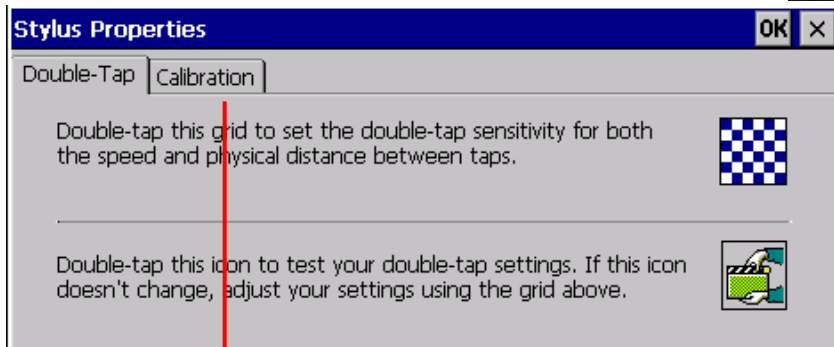 Stylus Properties OK ×
Double-Tap Calibration
Double-tap this grid to set the double-tap sensitivity for both
the speed and physical distance between taps.
Double-tap this icon to test your double-tap settings. If this icon
doesn't change, adjust your settings using the grid above.